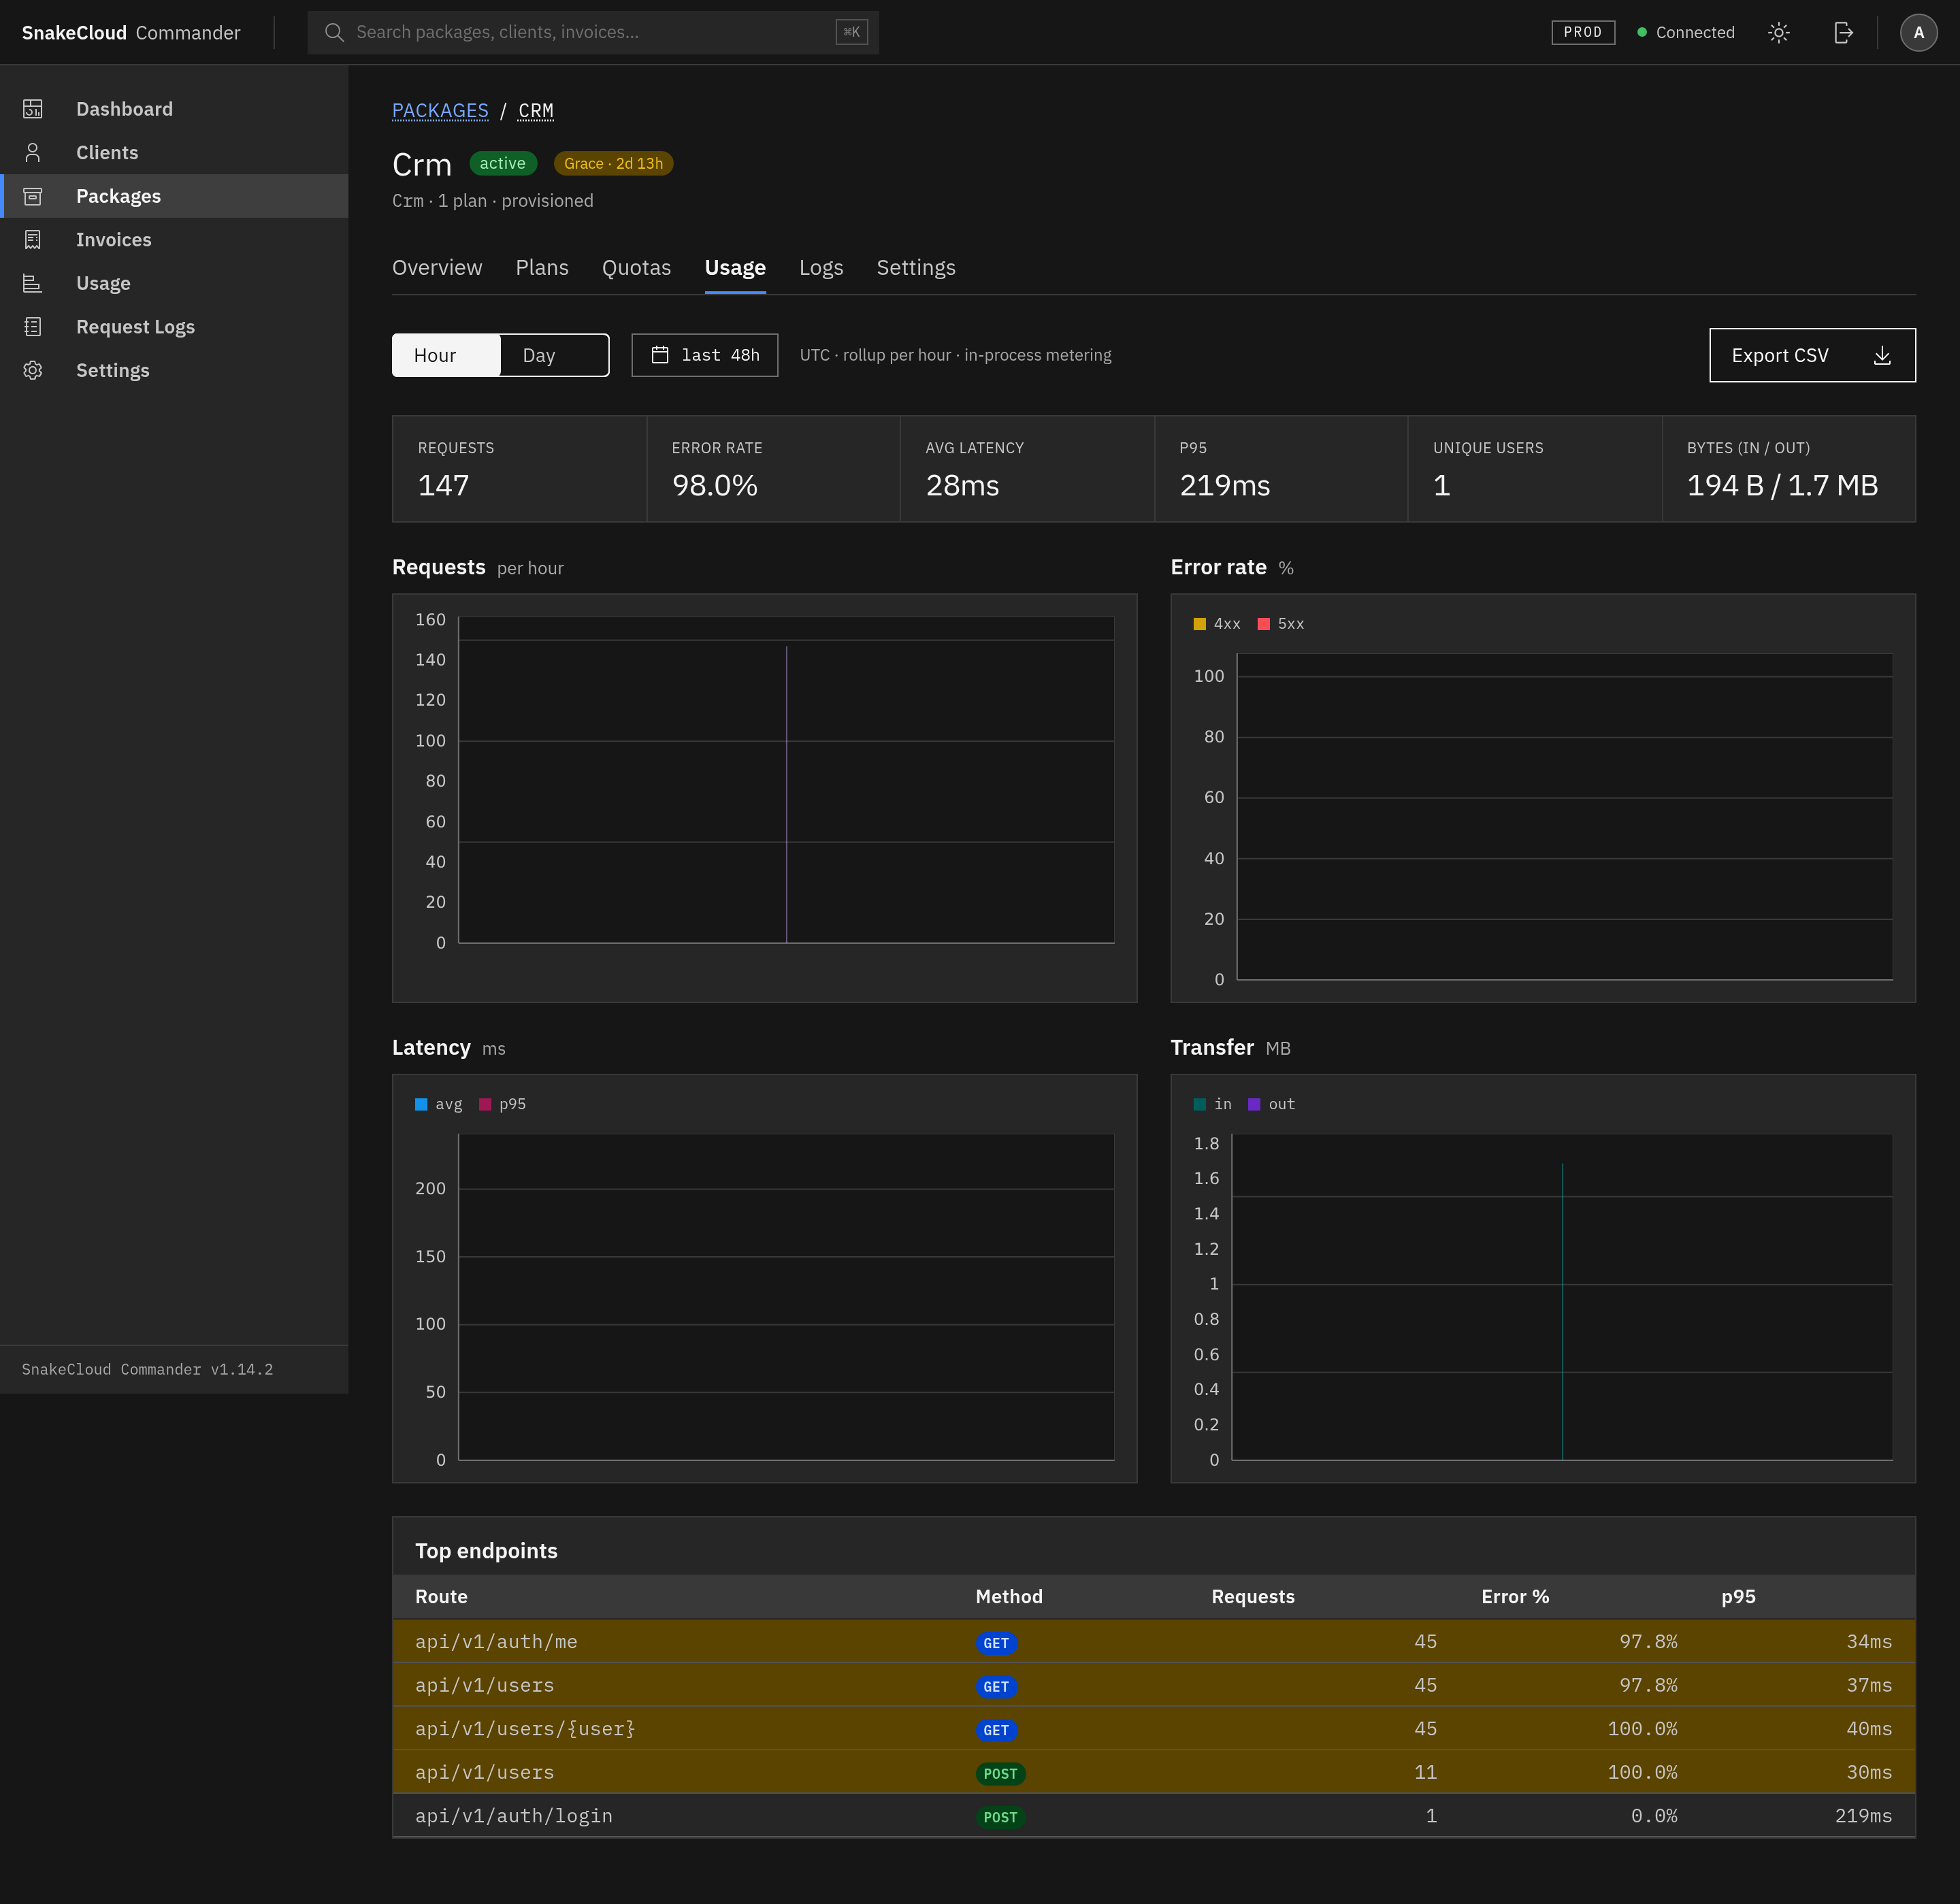 SnakeCloud Commander
Search packages, clients, invoices...
⌘K
PROD
Connected
A
Dashboard
Clients
Packages
Invoices
Usage
Request Logs
Settings
SnakeCloud Commander v1.14.2
PACKAGES / CRM
Crm active Grace · 2d 13h
Crm · 1 plan · provisioned
Overview Plans Quotas Usage Logs Settings
Hour Day last 48h UTC · rollup per hour · in-process metering Export CSV
REQUESTS ERROR RATE AVG LATENCY P95 UNIQUE USERS BYTES (IN / OUT)
147 98.0% 28ms 219ms 1 194 B / 1.7 MB
Requests per hour
160
140
120
100
80
60
40
20
0
Error rate %
4xx 5xx
100
80
60
40
20
0
Latency ms
avg p95
200
150
100
50
0
Transfer MB
in out
1.8
1.6
1.4
1.2
1
0.8
0.6
0.4
0.2
0
Top endpoints
Route Method Requests Error % p95
api/v1/auth/me GET 45 97.8% 34ms
api/v1/users GET 45 97.8% 37ms
api/v1/users/{user} GET 45 100.0% 40ms
api/v1/users POST 11 100.0% 30ms
api/v1/auth/login POST 1 0.0% 219ms